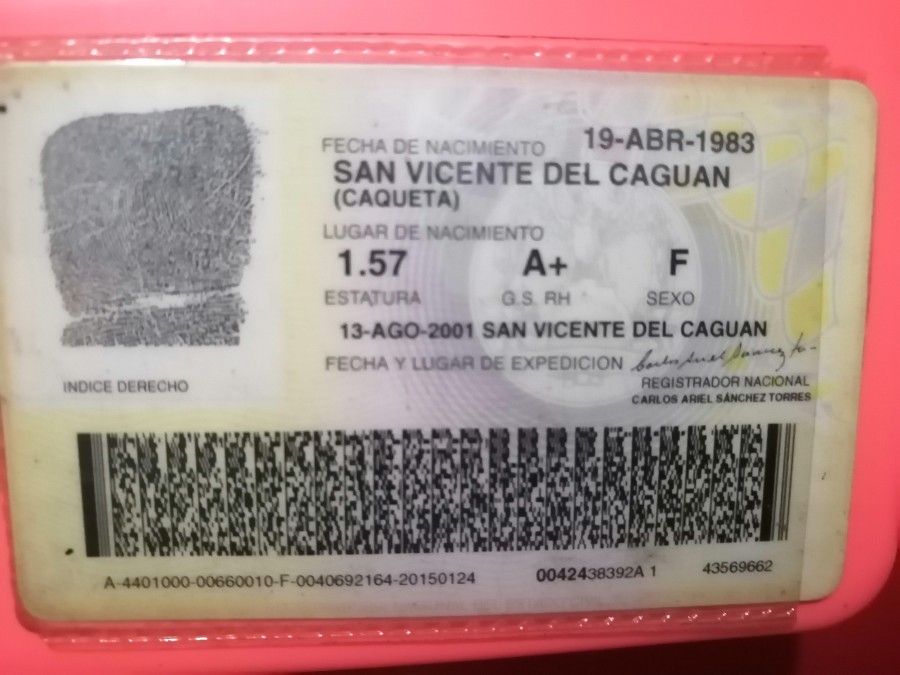 FECHA DE NACIMIENTO 19-ABR-1983
SAN VICENTE DEL CAGUAN
(CAQUETA)
LUGAR DE NACIMIENTO
1.57 A+ F
ESTATURA G.S. RH SEXO
13-AGO-2001 SAN VICENTE DEL CAGUAN
FECHA Y LUGAR DE EXPEDICION
INDICE DERECHO
REGISTRADOR NACIONAL
CARLOS ARIEL SÁNCHEZ TORRES
A-4401000-00660010-F-0040692164-20150124 0042438392A 1 43569662